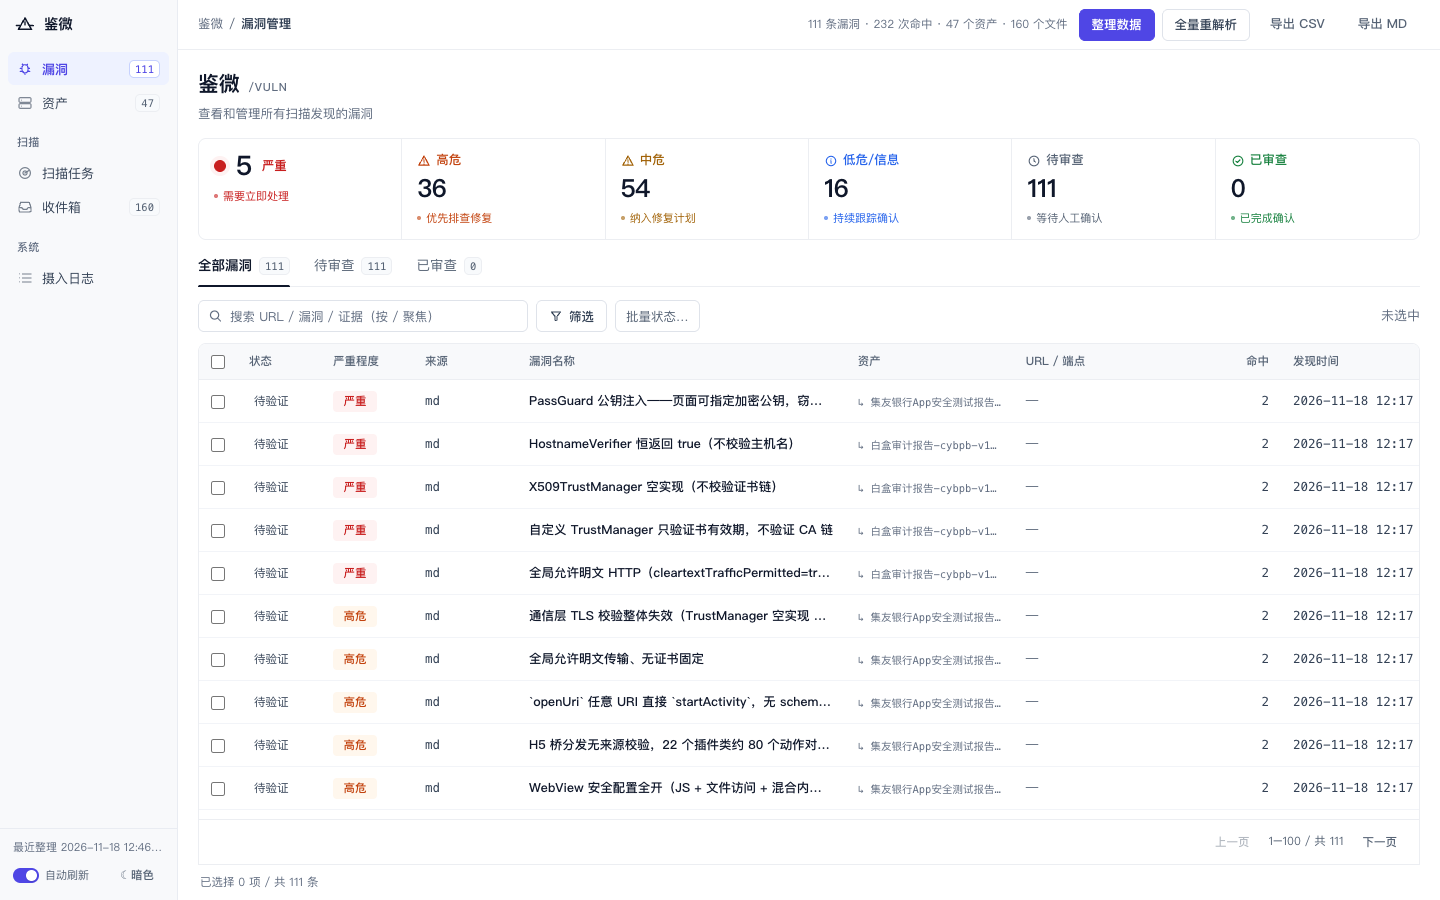 鉴微
漏洞 111
资产 47
扫描
扫描任务
收件箱 160
系统
摄入日志
最近整理 2026-11-18 12:46...
自动刷新 暗色
鉴微 / 漏洞管理
111 条漏洞 · 232 次命中 · 47 个资产 · 160 个文件 整理数据 全量重解析 导出 CSV 导出 MD
鉴微 /VULN
查看和管理所有扫描发现的漏洞
5 严重
需要立即处理
高危
36
优先排查修复
中危
54
纳入修复计划
低危/信息
16
持续跟踪确认
待审查
111
等待人工确认
已审查
0
已完成确认
全部漏洞 111 待审查 111 已审查 0
搜索 URL / 漏洞 / 证据（按 / 聚焦） 筛选 批量状态... 未选中
状态 严重程度 来源 漏洞名称 资产 URL / 端点 命中 发现时间
待验证 严重 md PassGuard 公钥注入——页面可指定加密公钥，窃... ↳ 集友银行App安全测试报告… — 2 2026-11-18 12:17
待验证 严重 md HostnameVerifier 恒返回 true（不校验主机名） ↳ 白盒审计报告-cybpb-v1… — 2 2026-11-18 12:17
待验证 严重 md X509TrustManager 空实现（不校验证书链） ↳ 白盒审计报告-cybpb-v1… — 2 2026-11-18 12:17
待验证 严重 md 自定义 TrustManager 只验证书有效期，不验证 CA 链 ↳ 白盒审计报告-cybpb-v1… — 2 2026-11-18 12:17
待验证 严重 md 全局允许明文 HTTP（cleartextTrafficPermitted=tr... ↳ 白盒审计报告-cybpb-v1… — 2 2026-11-18 12:17
待验证 高危 md 通信层 TLS 校验整体失效（TrustManager 空实现 ... ↳ 集友银行App安全测试报告… — 2 2026-11-18 12:17
待验证 高危 md 全局允许明文传输、无证书固定 ↳ 集友银行App安全测试报告… — 2 2026-11-18 12:17
待验证 高危 md `openUri` 任意 URI 直接 `startActivity`，无 schem... ↳ 集友银行App安全测试报告… — 2 2026-11-18 12:17
待验证 高危 md H5 桥分发无来源校验，22 个插件类约 80 个动作对... ↳ 集友银行App安全测试报告… — 2 2026-11-18 12:17
待验证 高危 md WebView 安全配置全开（JS + 文件访问 + 混合内... ↳ 集友银行App安全测试报告… — 2 2026-11-18 12:17
上一页 1–100 / 共 111 下一页
已选择 0 项 / 共 111 条